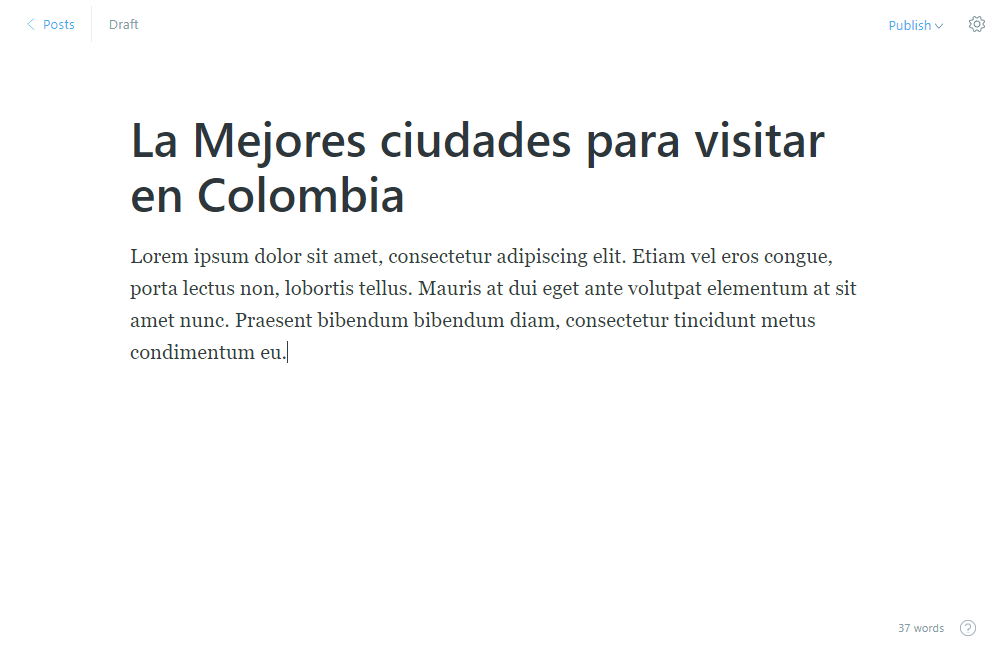 Posts
Draft
Publish
La Mejores ciudades para visitar
en Colombia
Lorem ipsum dolor sit amet, consectetur adipiscing elit. Etiam vel eros congue,
porta lectus non, lobortis tellus. Mauris at dui eget ante volutpat elementum at sit
amet nunc. Praesent bibendum bibendum diam, consectetur tincidunt metus
condimentum eu.
37 words
?